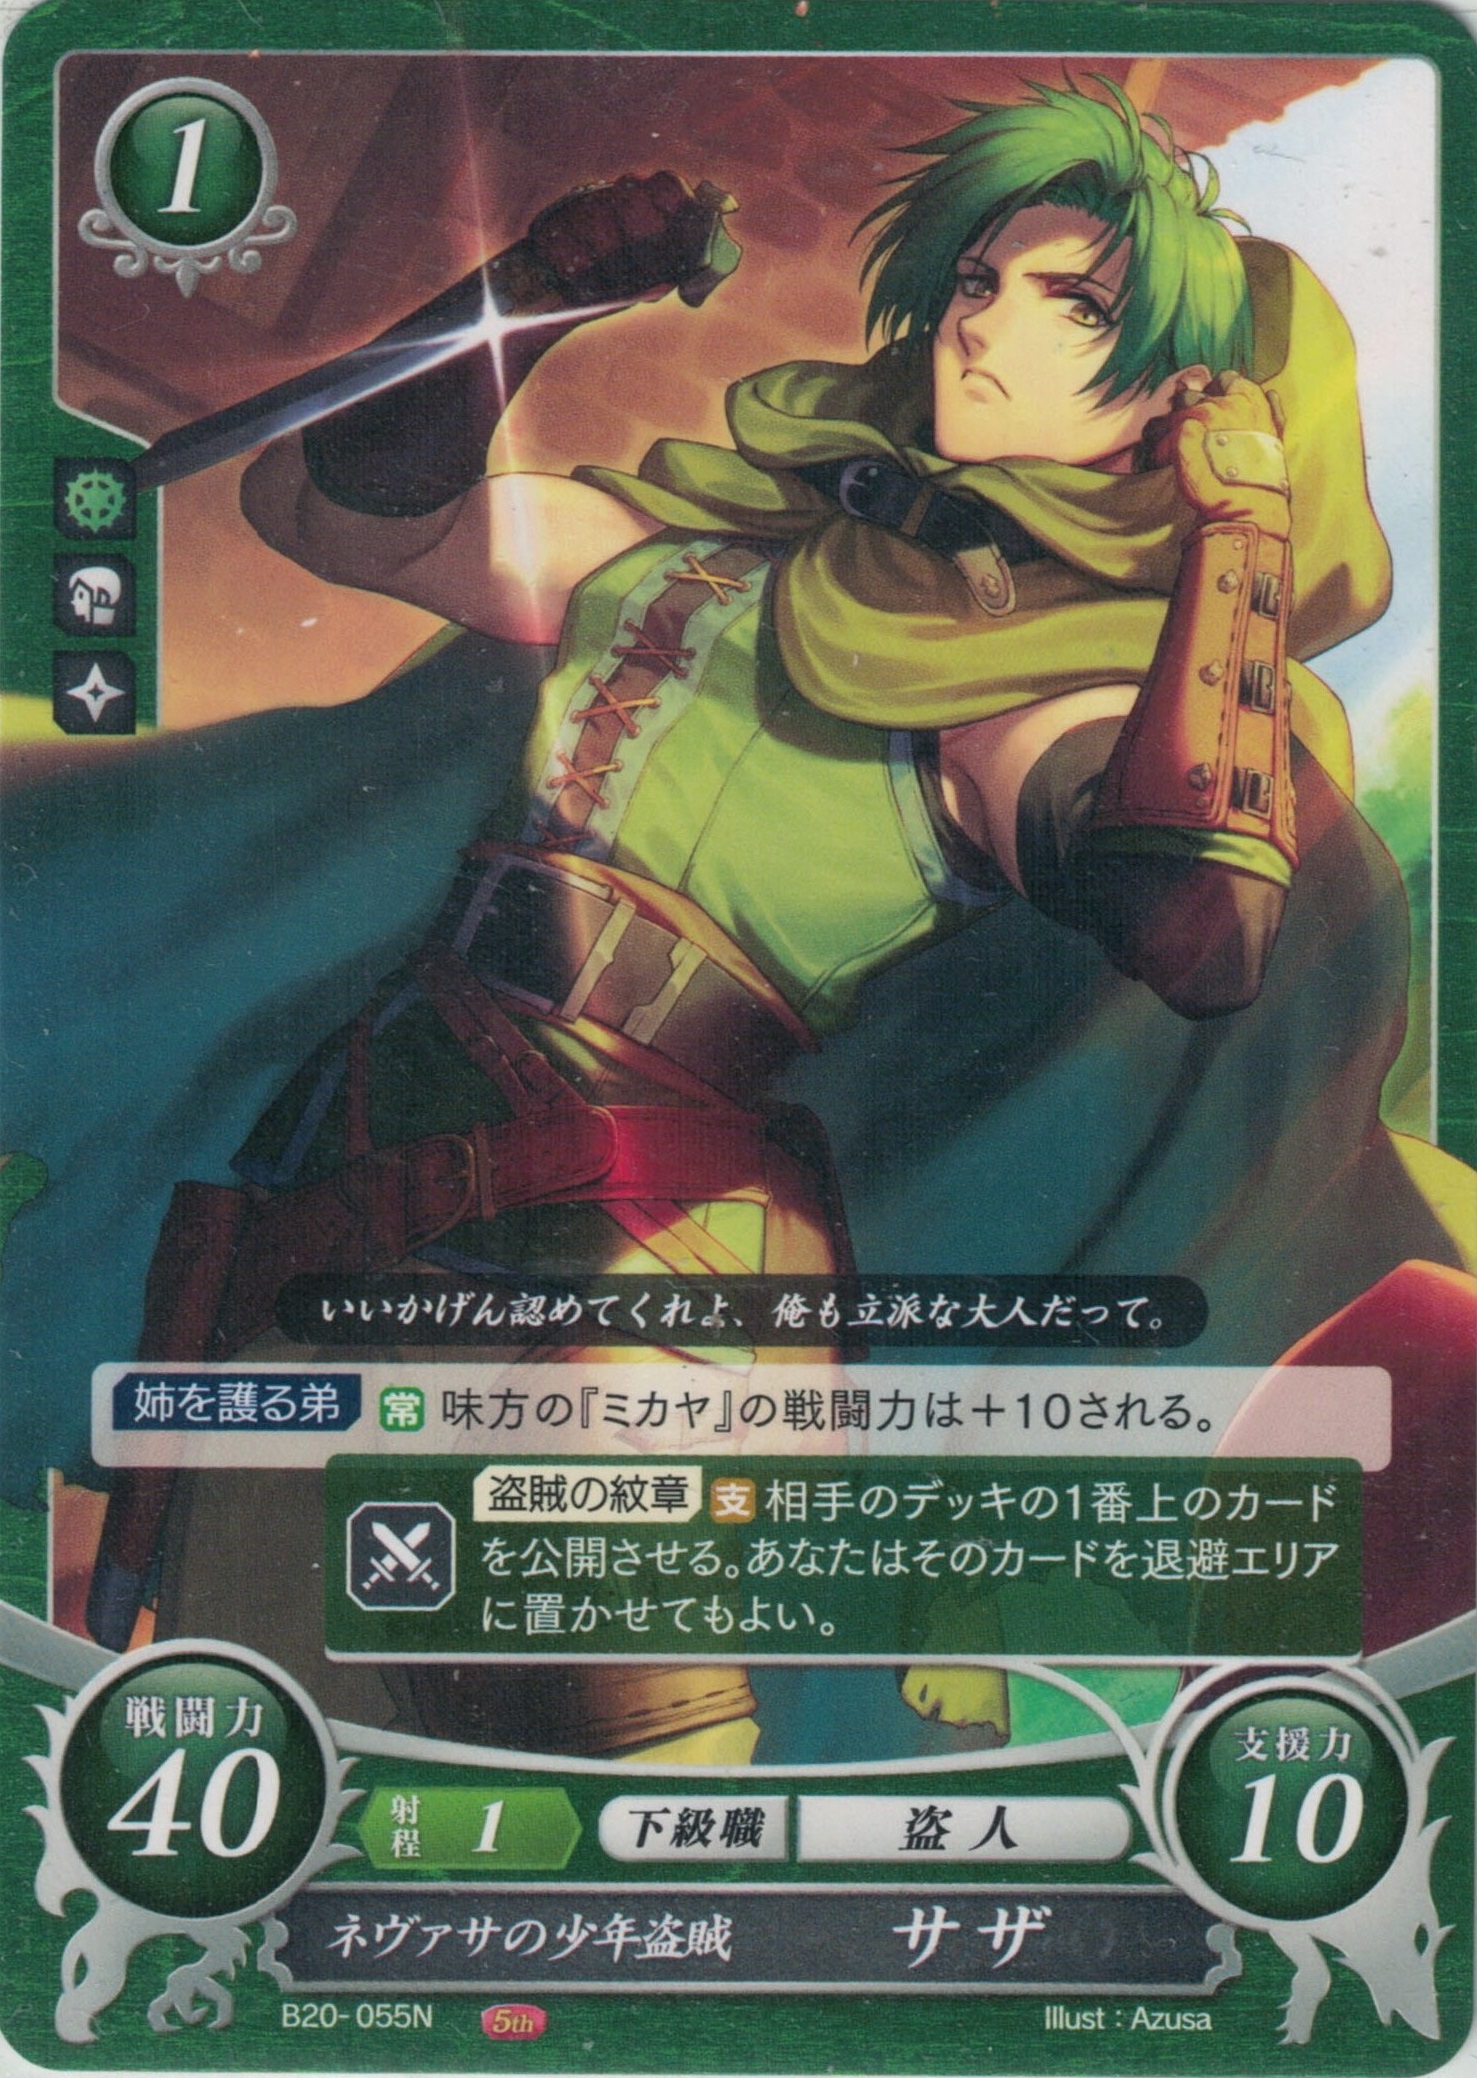 1
いいかげん認めてくれよ、俺も立派な大人だって。
姉を護る弟 常 味方の『ミカヤ』の戦闘力は＋10される。
盗賊の紋章 支 相手のデッキの1番上のカード
を公開させる。あなたはそのカードを退避エリア
に置かせてもよい。
戦闘力
40
射程 1
下級職 盗人
支援力
10
ネヴァサの少年盗賊 サザ
B20-055N 5th Illust：Azusa